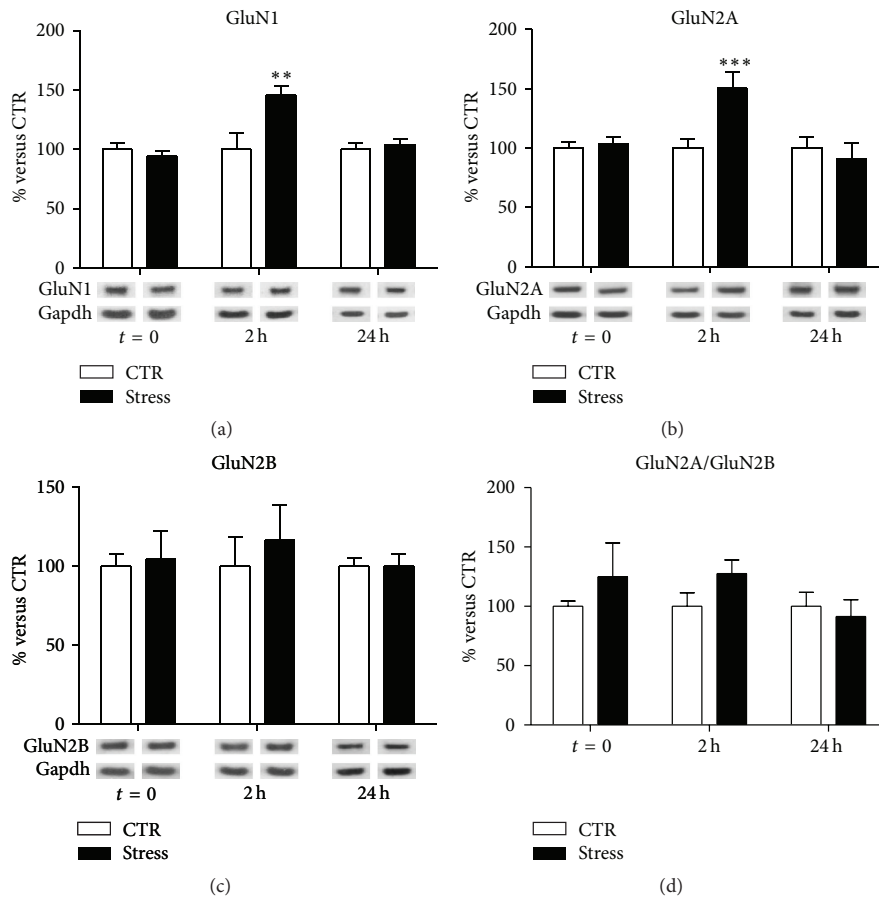 GluN1
200
150
100
50
0
% versus CTR
**
GluN1
Gapdh
t = 0
2 h
24 h
CTR
Stress
(a)
GluN2A
200
150
100
50
0
% versus CTR
***
GluN2A
Gapdh
t = 0
2 h
24 h
CTR
Stress
(b)
GluN2B
150
100
50
0
% versus CTR
GluN2B
Gapdh
t = 0
2 h
24 h
CTR
Stress
(c)
GluN2A/GluN2B
200
150
100
50
0
% versus CTR
t = 0
2 h
24 h
CTR
Stress
(d)